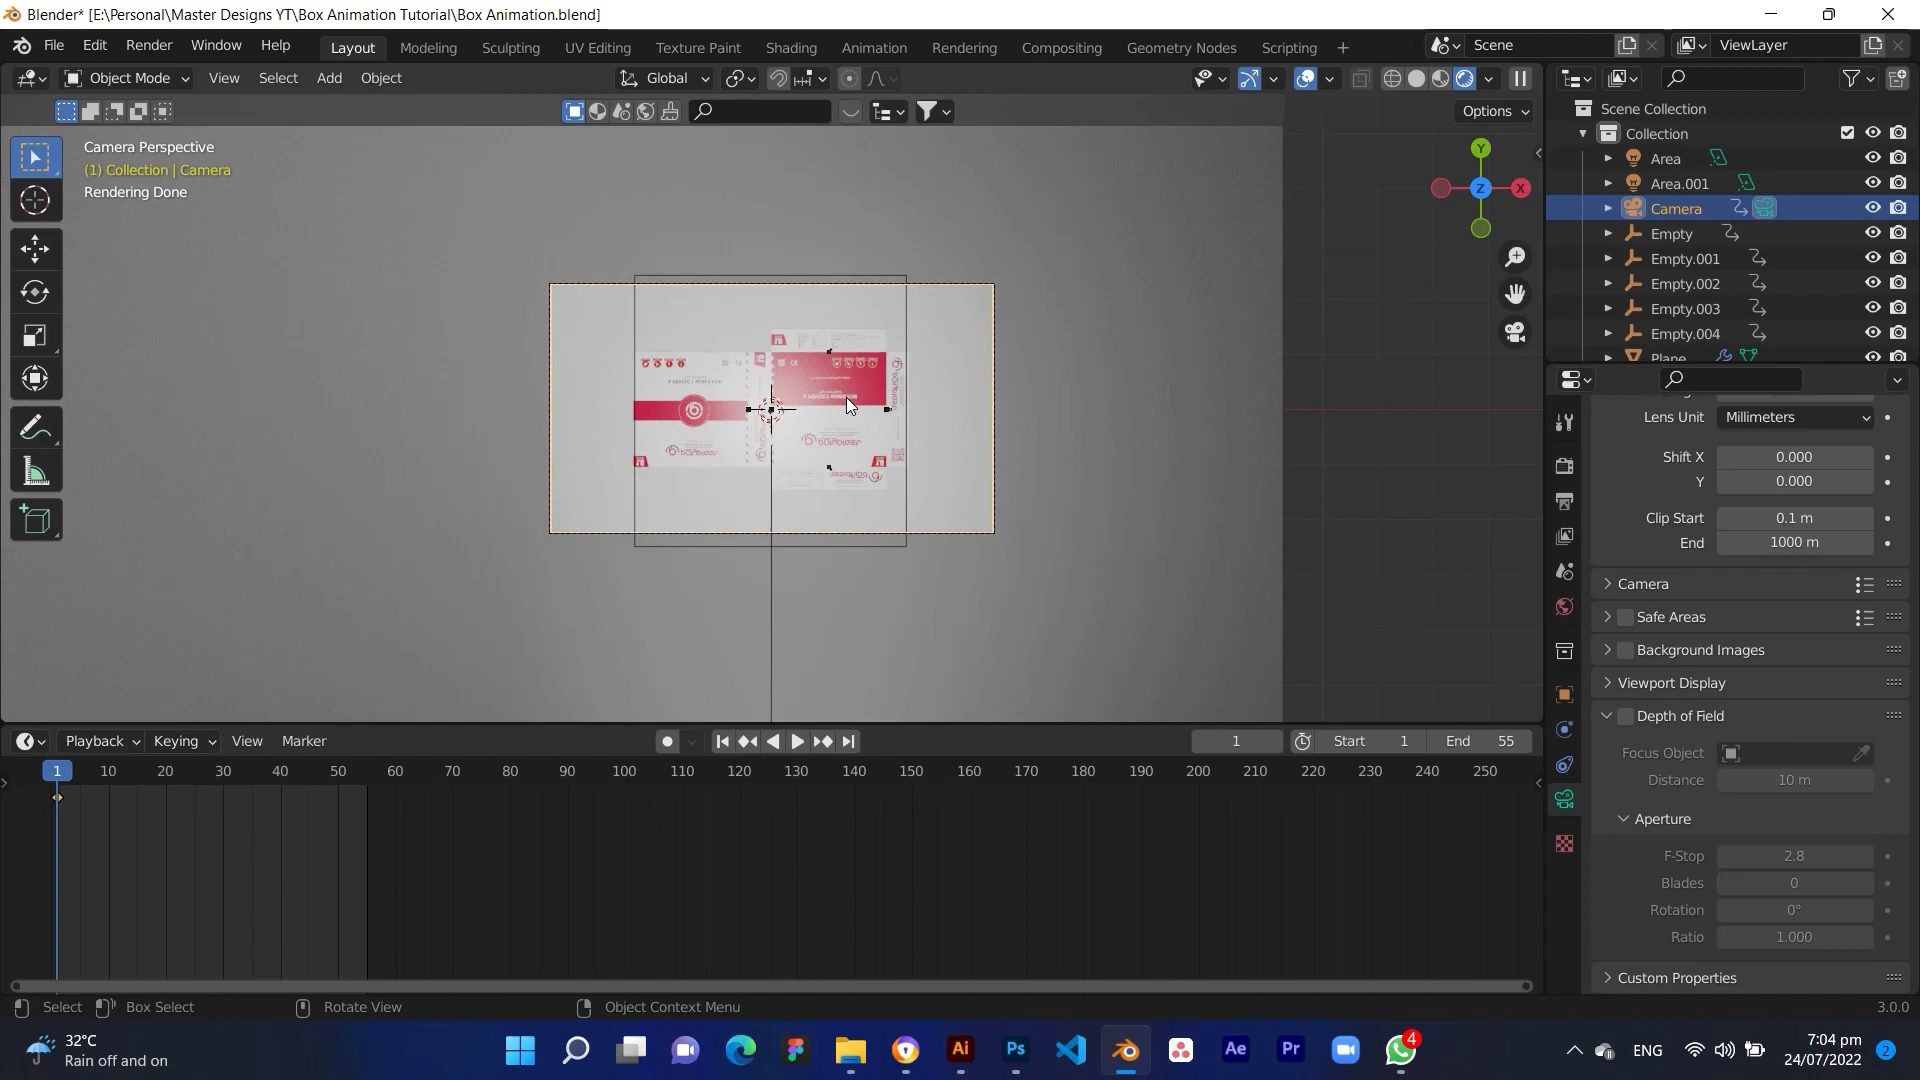 Blender* [E:\Personal\Master Designs YT\Box Animation Tutorial\Box Animation.blend]
File Edit Render Window Help
Layout Modeling Sculpting UV Editing Texture Paint Shading Animation Rendering Compositing Geometry Nodes Scripting +
Scene
ViewLayer
Object Mode View Select Add Object
Global
Options
Camera Perspective
(1) Collection | Camera
Rendering Done
Y
Z
X
Scene Collection
Collection
Area
Area.001
Camera
Empty
Empty.001
Empty.002
Empty.003
Empty.004
Plane
Lens Unit Millimeters
Shift X 0.000
Y 0.000
Clip Start 0.1 m
End 1000 m
Camera
Safe Areas
Background Images
Viewport Display
Depth of Field
Focus Object
Distance 10 m
Aperture
F-Stop 2.8
Blades 0
Rotation 0°
Ratio 1.000
Custom Properties
Playback Keying View Marker
1
Start 1
End 55
1 10 20 30 40 50 60 70 80 90 100 110 120 130 140 150 160 170 180 190 200 210 220 230 240 250
Select Box Select Rotate View Object Context Menu
3.0.0
32°C
Rain off and on
Ai
Ps
Ae
Pr
4
ENG
7:04 pm
24/07/2022
2